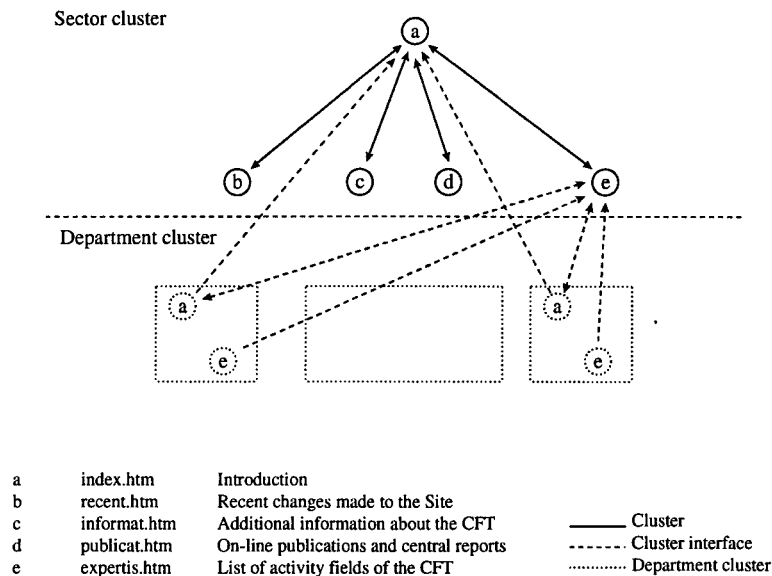 Sector cluster
a
b c d e
Department cluster
a a
e e
a index.htm Introduction
b recent.htm Recent changes made to the Site
c informat.htm Additional information about the CFT
d publicat.htm On-line publications and central reports
e expertis.htm List of activity fields of the CFT
Cluster
Cluster interface
Department cluster